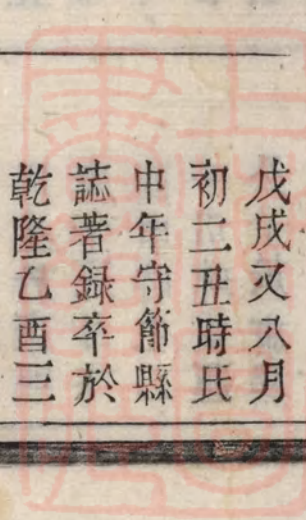 戊戌又八月
初二丑時氏
中年守節縣
誌著録卒於
乾隆乙酉三